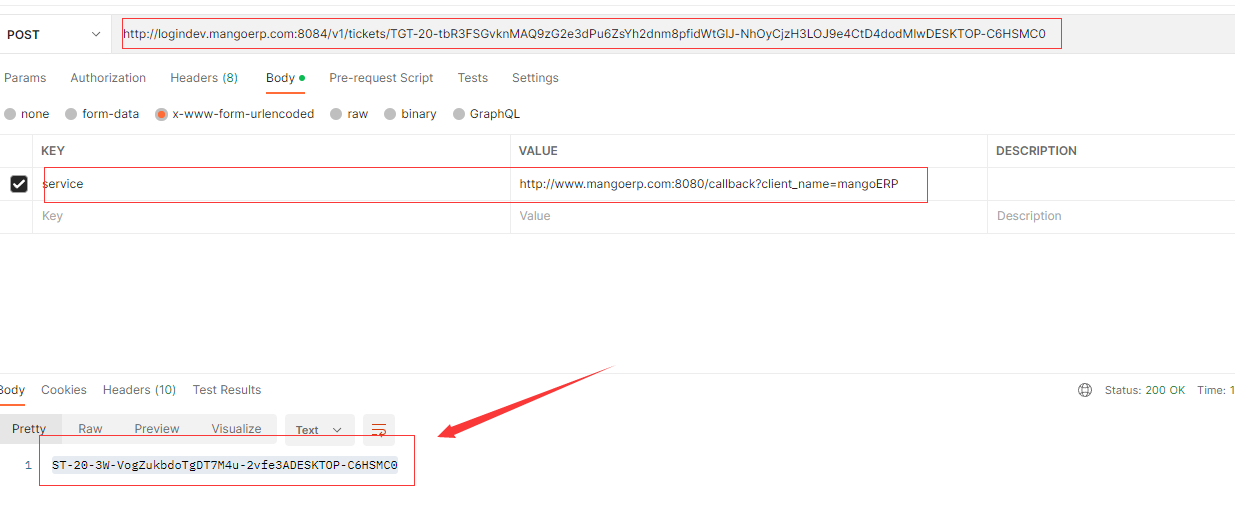 POST http://logindev.mangoerp.com:8084/v1/tickets/TGT-20-tbR3FSGvknMAQ9zG2e3dPu6ZsYh2dnm8pfidWtGIJ-NhOyCjzH3LOJ9e4CtD4dodMlwDESKTOP-C6HSMC0
Params Authorization Headers (8) Body Pre-request Script Tests Settings
none form-data x-www-form-urlencoded raw binary GraphQL
KEY VALUE DESCRIPTION
service http://www.mangoerp.com:8080/callback?client_name=mangoERP
Key Value Description
Body Cookies Headers (10) Test Results Status: 200 OK Time: 1
Pretty Raw Preview Visualize Text
1 ST-20-3W-VogZukbdoTgDT7M4u-2vfe3ADESKTOP-C6HSMC0